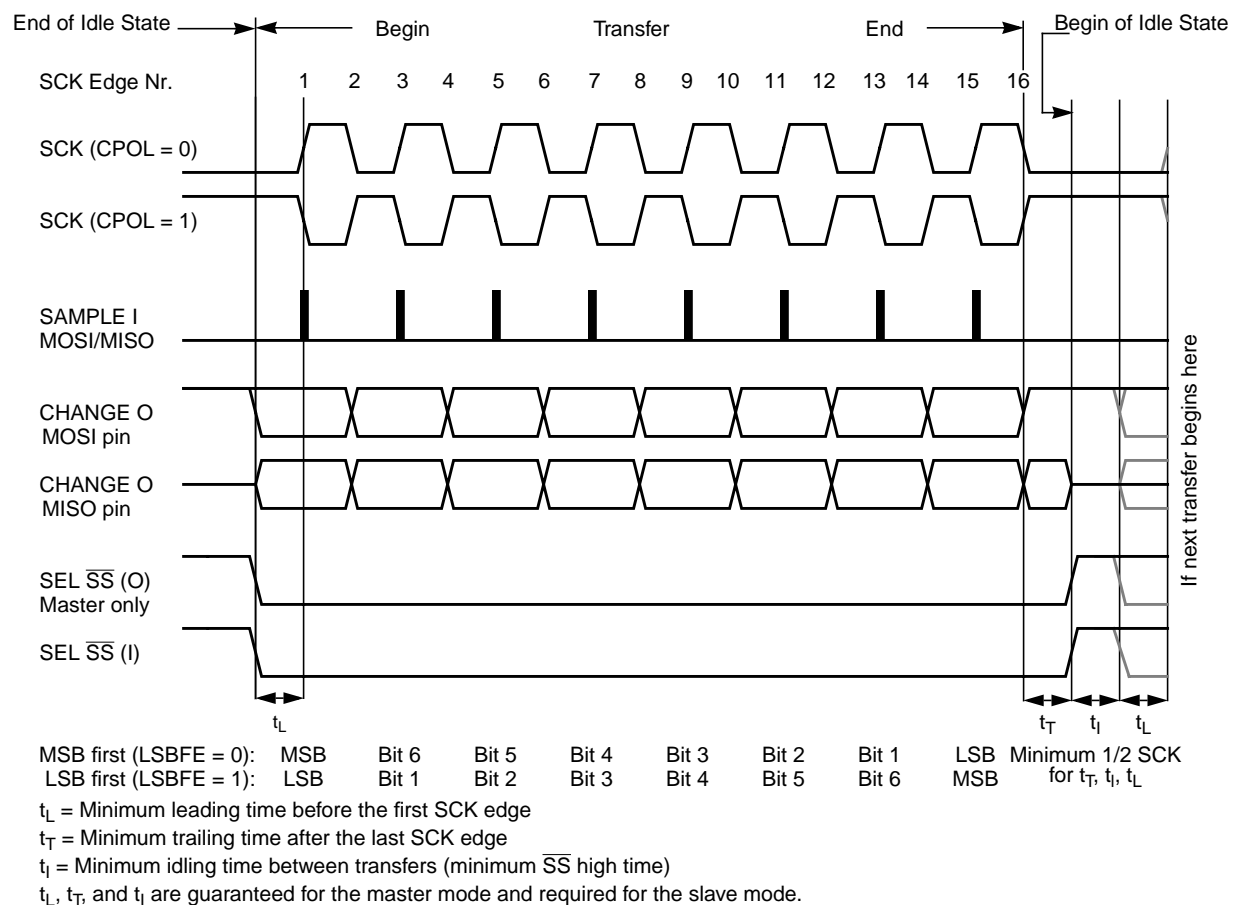 End of Idle State Begin Transfer End Begin of Idle State
SCK Edge Nr. 1 2 3 4 5 6 7 8 9 10 11 12 13 14 15 16
SCK (CPOL = 0)
SCK (CPOL = 1)
SAMPLE I
MOSI/MISO
CHANGE O
MOSI pin
CHANGE O
MISO pin
SEL S̅S̅ (O)
Master only
SEL S̅S̅ (I)
If next transfer begins here
tL tT tI tL
MSB first (LSBFE = 0): MSB Bit 6 Bit 5 Bit 4 Bit 3 Bit 2 Bit 1 LSB Minimum 1/2 SCK
LSB first (LSBFE = 1): LSB Bit 1 Bit 2 Bit 3 Bit 4 Bit 5 Bit 6 MSB for tT, tI, tL
tL = Minimum leading time before the first SCK edge
tT = Minimum trailing time after the last SCK edge
tI = Minimum idling time between transfers (minimum S̅S̅ high time)
tL, tT, and tI are guaranteed for the master mode and required for the slave mode.